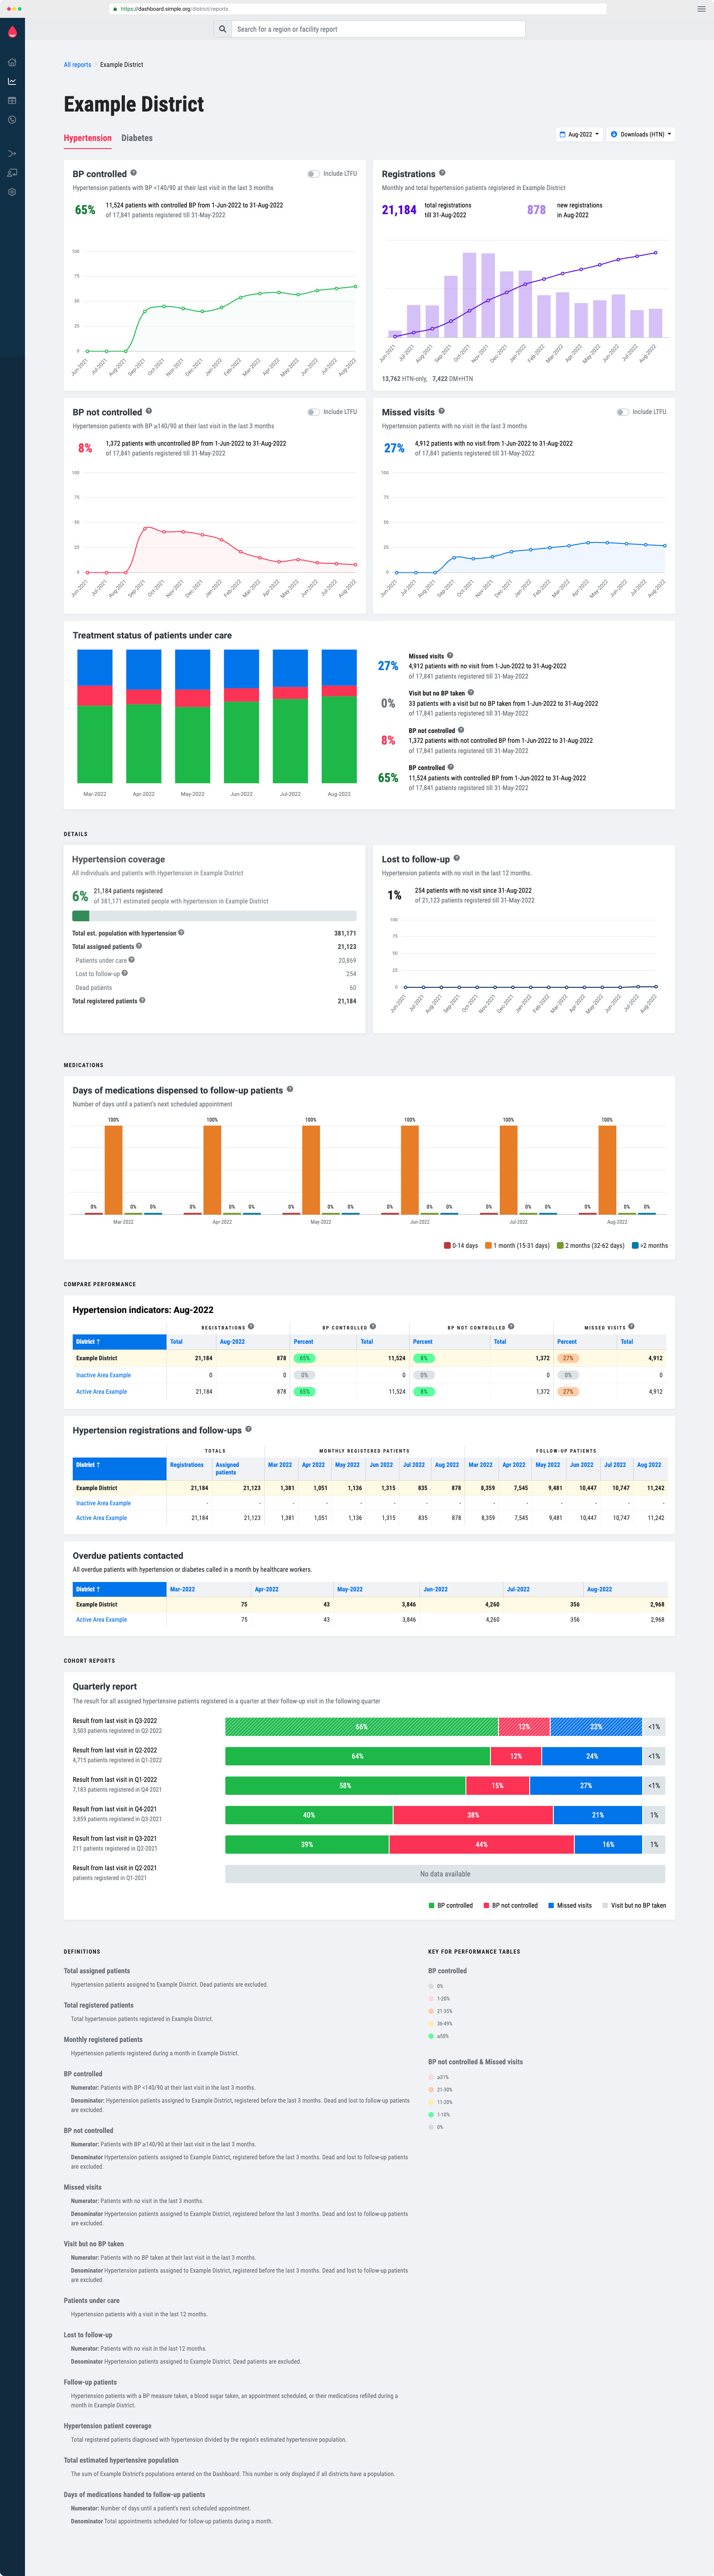 https://dashboard.simple.org/district/reports
Search for a region or facility report
All reports Example District
Example District
Hypertension Diabetes
Aug-2022
Downloads (HTN)
BP controlled
Include LTFU
Hypertension patients with BP <140/90 at their last visit in the last 3 months
65%
11,524 patients with controlled BP from 1-Jun-2022 to 31-Aug-2022
of 17,841 patients registered till 31-May-2022
100
75
50
25
0
Jun-2021 Jul-2021 Aug-2021 Sep-2021 Oct-2021 Nov-2021 Dec-2021 Jan-2022 Feb-2022 Mar-2022 Apr-2022 May-2022 Jun-2022 Jul-2022 Aug-2022
Registrations
Monthly and total hypertension patients registered in Example District
21,184
total registrations
till 31-Aug-2022
878
new registrations
in Aug-2022
Jun-2021 Jul-2021 Aug-2021 Sep-2021 Oct-2021 Nov-2021 Dec-2021 Jan-2022 Feb-2022 Mar-2022 Apr-2022 May-2022 Jun-2022 Jul-2022 Aug-2022
13,762 HTN-only, 7,422 DM+HTN
BP not controlled
Include LTFU
Hypertension patients with BP ≥140/90 at their last visit in the last 3 months
8%
1,372 patients with uncontrolled BP from 1-Jun-2022 to 31-Aug-2022
of 17,841 patients registered till 31-May-2022
100
75
50
25
0
Jun-2021 Jul-2021 Aug-2021 Sep-2021 Oct-2021 Nov-2021 Dec-2021 Jan-2022 Feb-2022 Mar-2022 Apr-2022 May-2022 Jun-2022 Jul-2022 Aug-2022
Missed visits
Include LTFU
Hypertension patients with no visit in the last 3 months
27%
4,912 patients with no visit from 1-Jun-2022 to 31-Aug-2022
of 17,841 patients registered till 31-May-2022
100
75
50
25
0
Jun-2021 Jul-2021 Aug-2021 Sep-2021 Oct-2021 Nov-2021 Dec-2021 Jan-2022 Feb-2022 Mar-2022 Apr-2022 May-2022 Jun-2022 Jul-2022 Aug-2022
Treatment status of patients under care
Mar-2022 Apr-2022 May-2022 Jun-2022 Jul-2022 Aug-2022
27%
Missed visits
4,912 patients with no visit from 1-Jun-2022 to 31-Aug-2022
of 17,841 patients registered till 31-May-2022
0%
Visit but no BP taken
33 patients with a visit but no BP taken from 1-Jun-2022 to 31-Aug-2022
of 17,841 patients registered till 31-May-2022
8%
BP not controlled
1,372 patients with not controlled BP from 1-Jun-2022 to 31-Aug-2022
of 17,841 patients registered till 31-May-2022
65%
BP controlled
11,524 patients with controlled BP from 1-Jun-2022 to 31-Aug-2022
of 17,841 patients registered till 31-May-2022
DETAILS
Hypertension coverage
All individuals and patients with Hypertension in Example District
6%
21,184 patients registered
of 381,171 estimated people with hypertension in Example District
Total est. population with hypertension 381,171
Total assigned patients 21,123
Patients under care 20,869
Lost to follow-up 254
Dead patients 60
Total registered patients 21,184
Lost to follow-up
Hypertension patients with no visit in the last 12 months.
1%
254 patients with no visit since 31-Aug-2022
of 21,123 patients registered till 31-May-2022
100
75
50
25
0
Jun-2021 Jul-2021 Aug-2021 Sep-2021 Oct-2021 Nov-2021 Dec-2021 Jan-2022 Feb-2022 Mar-2022 Apr-2022 May-2022 Jun-2022 Jul-2022 Aug-2022
MEDICATIONS
Days of medications dispensed to follow-up patients
Number of days until a patient's next scheduled appointment
100% 100% 100% 100% 100% 100%
0% 0% 0% 0% 0% 0% 0% 0% 0% 0% 0% 0% 0% 0% 0% 0% 0% 0%
Mar-2022 Apr-2022 May-2022 Jun-2022 Jul-2022 Aug-2022
0-14 days 1 month (15-31 days) 2 months (32-62 days) >2 months
COMPARE PERFORMANCE
Hypertension indicators: Aug-2022
REGISTRATIONS BP CONTROLLED BP NOT CONTROLLED MISSED VISITS
District ↑ Total Aug-2022 Percent Total Percent Total Percent Total
Example District 21,184 878 65% 11,524 8% 1,372 27% 4,912
Inactive Area Example 0 0 0% 0 0% 0 0% 0
Active Area Example 21,184 878 65% 11,524 8% 1,372 27% 4,912
Hypertension registrations and follow-ups
TOTALS MONTHLY REGISTERED PATIENTS FOLLOW-UP PATIENTS
District ↑ Registrations Assigned patients Mar 2022 Apr 2022 May 2022 Jun 2022 Jul 2022 Aug 2022 Mar 2022 Apr 2022 May 2022 Jun 2022 Jul 2022 Aug 2022
Example District 21,184 21,123 1,381 1,051 1,136 1,315 835 878 8,359 7,545 9,481 10,447 10,747 11,242
Inactive Area Example - - - - - - - - - - - - - -
Active Area Example 21,184 21,123 1,381 1,051 1,136 1,315 835 878 8,359 7,545 9,481 10,447 10,747 11,242
Overdue patients contacted
All overdue patients with hypertension or diabetes called in a month by healthcare workers.
District ↑ Mar-2022 Apr-2022 May-2022 Jun-2022 Jul-2022 Aug-2022
Example District 75 43 3,846 4,260 356 2,968
Active Area Example 75 43 3,846 4,260 356 2,968
COHORT REPORTS
Quarterly report
The result for all assigned hypertensive patients registered in a quarter at their follow-up visit in the following quarter
Result from last visit in Q3-2022
3,503 patients registered in Q2-2022
66% 12% 22% <1%
Result from last visit in Q2-2022
4,715 patients registered in Q1-2022
64% 12% 24% <1%
Result from last visit in Q1-2022
7,183 patients registered in Q4-2021
58% 15% 27% <1%
Result from last visit in Q4-2021
3,859 patients registered in Q3-2021
40% 38% 21% 1%
Result from last visit in Q3-2021
211 patients registered in Q2-2021
39% 44% 16% 1%
Result from last visit in Q2-2021
patients registered in Q1-2021
No data available
BP controlled BP not controlled Missed visits Visit but no BP taken
DEFINITIONS
Total assigned patients
Hypertension patients assigned to Example District. Dead patients are excluded.
Total registered patients
Total hypertension patients registered in Example District.
Monthly registered patients
Hypertension patients registered during a month in Example District.
BP controlled
Numerator: Patients with BP <140/90 at their last visit in the last 3 months.
Denominator: Hypertension patients assigned to Example District, registered before the last 3 months. Dead and lost to follow-up patients
are excluded.
BP not controlled
Numerator: Patients with BP ≥140/90 at their last visit in the last 3 months.
Denominator Hypertension patients assigned to Example District, registered before the last 3 months. Dead and lost to follow-up patients
are excluded.
Missed visits
Numerator: Patients with no visit in the last 3 months.
Denominator Hypertension patients assigned to Example District, registered before the last 3 months. Dead and lost to follow-up patients
are excluded.
Visit but no BP taken
Numerator: Patients with no BP taken at their last visit in the last 3 months.
Denominator Hypertension patients assigned to Example District, registered before the last 3 months. Dead and lost to follow-up patients
are excluded.
Patients under care
Hypertension patients with a visit in the last 12 months.
Lost to follow-up
Numerator: Patients with no visit in the last 12 months.
Denominator Hypertension patients assigned to Example District. Dead patients are excluded.
Follow-up patients
Hypertension patients with a BP measure taken, a blood sugar taken, an appointment scheduled, or their medications refilled during a
month in Example District.
Hypertension patient coverage
Total registered patients diagnosed with hypertension divided by the region's estimated hypertensive population.
Total estimated hypertensive population
The sum of Example District's populations entered on the Dashboard. This number is only displayed if all districts have a population.
Days of medications handed to follow-up patients
Numerator: Number of days until a patient's next scheduled appointment.
Denominator Total appointments scheduled for follow-up patients during a month.
KEY FOR PERFORMANCE TABLES
BP controlled
0%
1-20%
21-35%
36-49%
≥50%
BP not controlled & Missed visits
≥31%
21-30%
11-20%
1-10%
0%